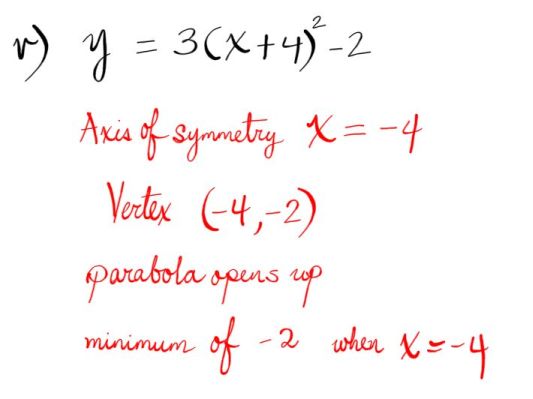 r) y = 3(x+4)²-2
Axis of symmetry x = -4
Vertex (-4,-2)
parabola opens up
minimum of -2 when x = -4